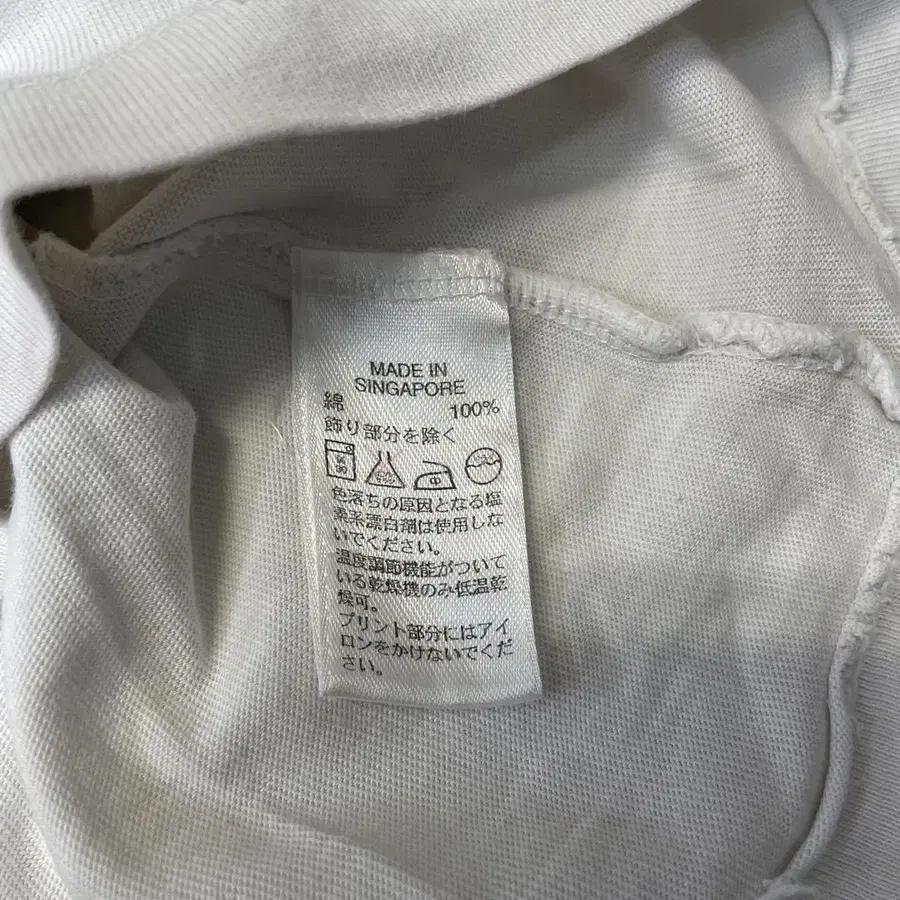 MADE IN
SINGAPORE
綿 100%
飾り部分を除く
色落ちの原因となる塩
素系漂白剤は使用しな
いでください。
温度調節機能がついて
いる乾燥機のみ低温乾
燥可。
プリント部分にはアイ
ロンをかけないでくだ
さい。